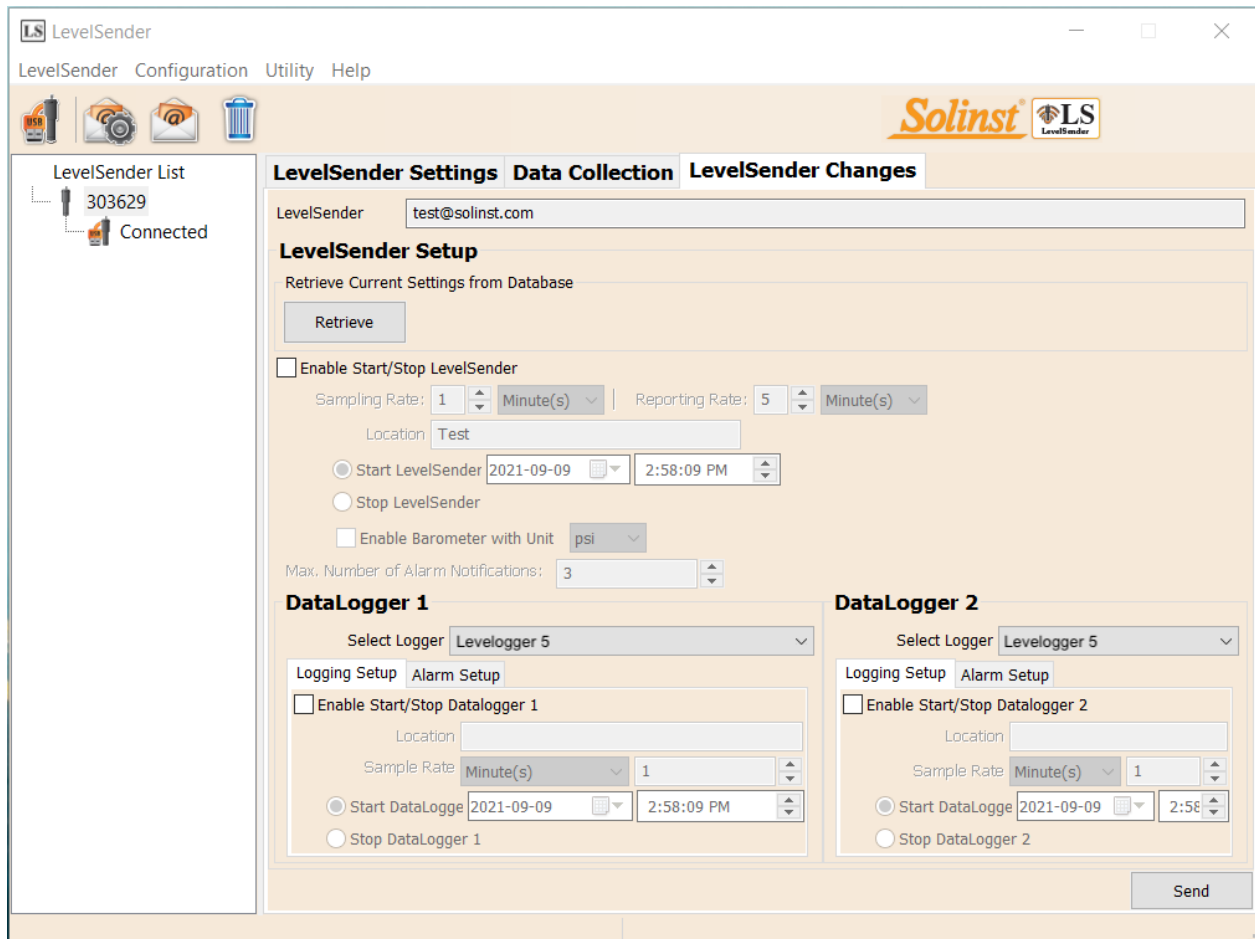 LS LevelSender
LevelSender Configuration Utility Help
USB @ @ Solinst® LS
LevelSender
LevelSender List
303629
Connected
LevelSender Settings Data Collection LevelSender Changes
LevelSender test@solinst.com
LevelSender Setup
Retrieve Current Settings from Database
Retrieve
Enable Start/Stop LevelSender
Sampling Rate: 1 Minute(s) Reporting Rate: 5 Minute(s)
Location Test
Start LevelSender 2021-09-09 2:58:09 PM
Stop LevelSender
Enable Barometer with Unit psi
Max. Number of Alarm Notifications: 3
DataLogger 1
Select Logger Levelogger 5
Logging Setup Alarm Setup
Enable Start/Stop Datalogger 1
Location
Sample Rate Minute(s) 1
Start DataLogge 2021-09-09 2:58:09 PM
Stop DataLogger 1
DataLogger 2
Select Logger Levelogger 5
Logging Setup Alarm Setup
Enable Start/Stop Datalogger 2
Location
Sample Rate Minute(s) 1
Start DataLogge 2021-09-09 2:58
Stop DataLogger 2
Send